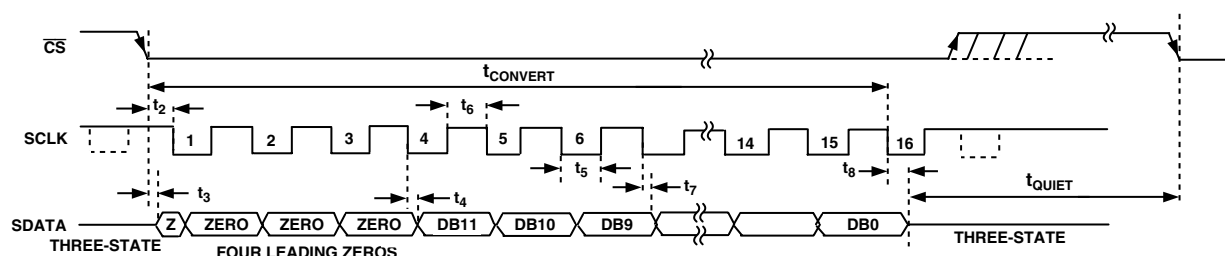 CS
tCONVERT
t2
t6
SCLK
1
2
3
4
5
6
14
15
16
t3
t4
t5
t7
t8
tQUIET
SDATA
Z
ZERO
ZERO
ZERO
DB11
DB10
DB9
DB0
THREE-STATE
FOUR LEADING ZEROS
THREE-STATE